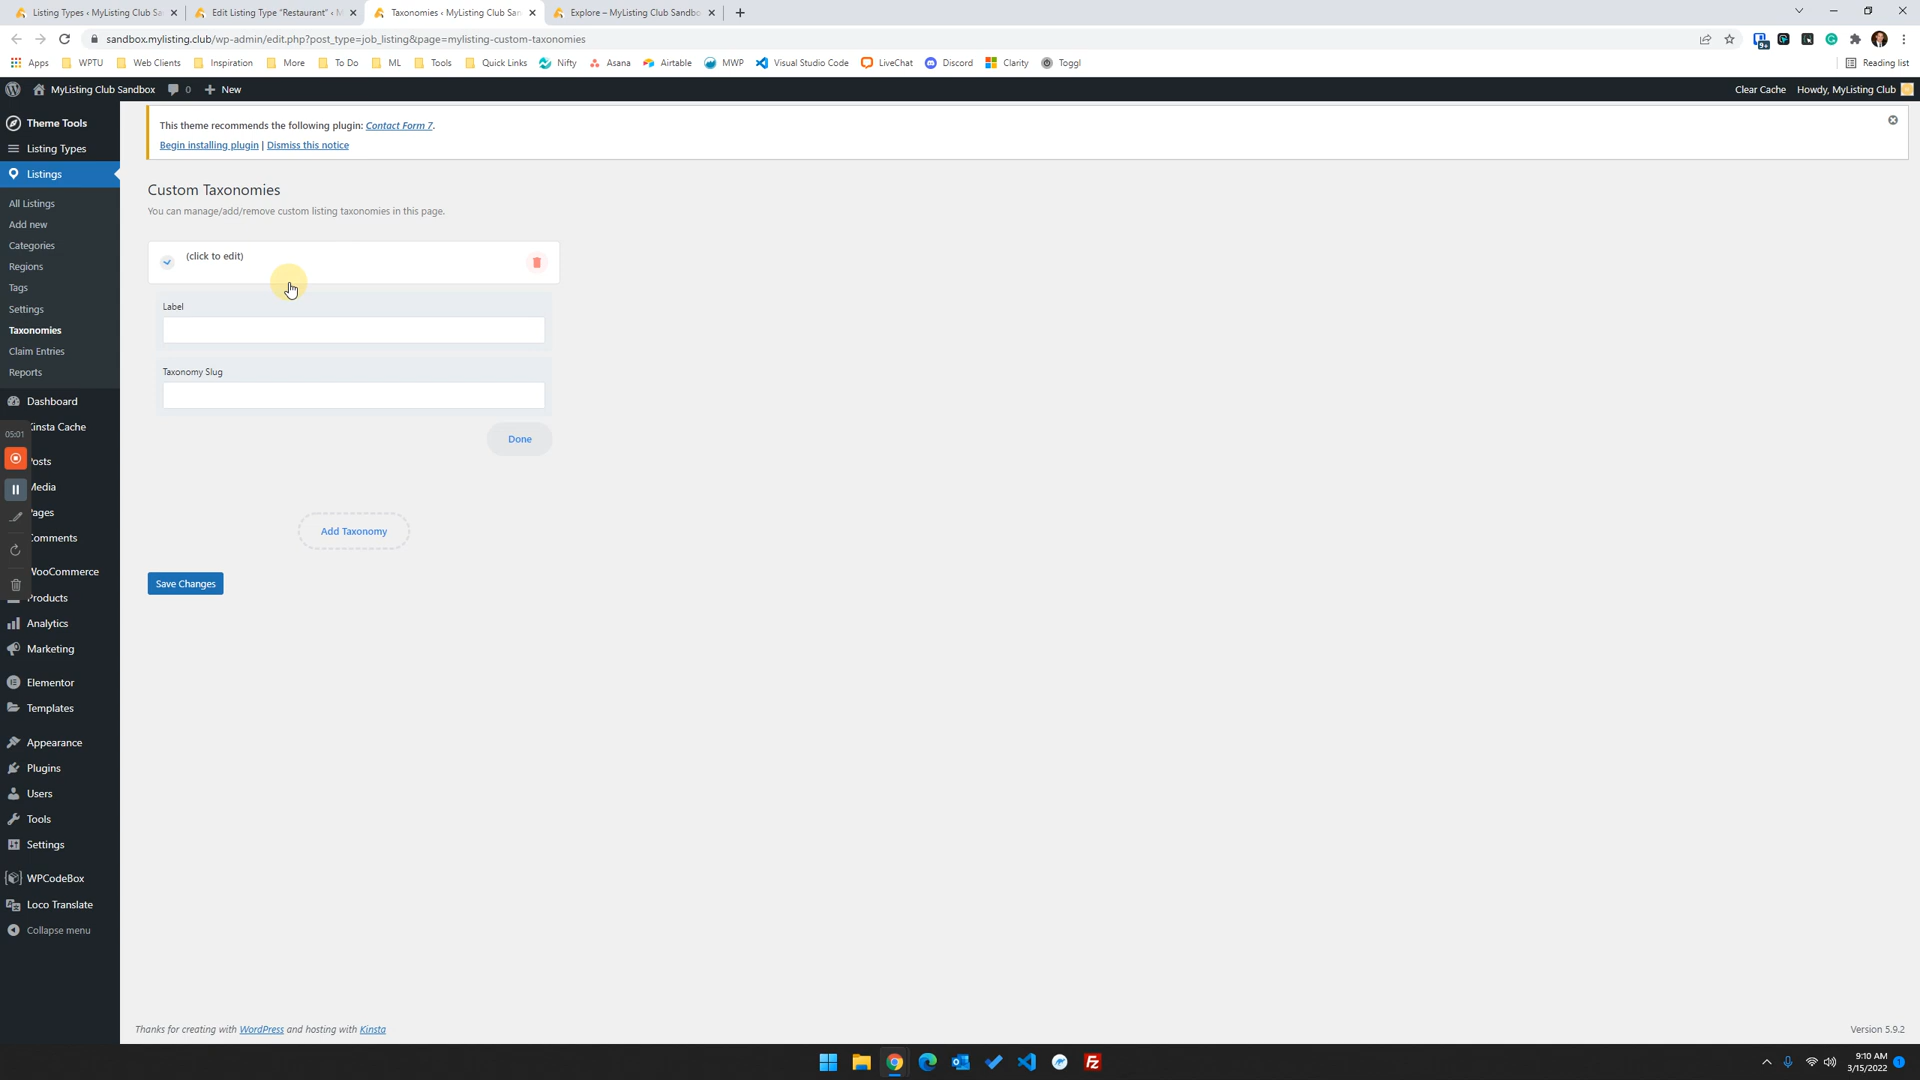 Listing Types ‹ MyListing Club Sa
Edit Listing Type "Restaurant" ‹ M
Taxonomies ‹ MyListing Club San
Explore – MyListing Club Sandbo
sandbox.mylisting.club/wp-admin/edit.php?post_type=job_listing&page=mylisting-custom-taxonomies
Apps
WPTU
Web Clients
Inspiration
More
To Do
ML
Tools
Quick Links
Nifty
Asana
Airtable
MWP
Visual Studio Code
LiveChat
Discord
Clarity
Toggl
Reading list
MyListing Club Sandbox
0
New
Clear Cache
Howdy, MyListing Club
Theme Tools
Listing Types
Listings
All Listings
Add new
Categories
Regions
Tags
Settings
Taxonomies
Claim Entries
Reports
Dashboard
Kinsta Cache
Posts
Media
Pages
Comments
WooCommerce
Products
Analytics
Marketing
Elementor
Templates
Appearance
Plugins
Users
Tools
Settings
WPCodeBox
Loco Translate
Collapse menu
05:01
This theme recommends the following plugin: Contact Form 7.
Begin installing plugin | Dismiss this notice
Custom Taxonomies
You can manage/add/remove custom listing taxonomies in this page.
(click to edit)
Label
Taxonomy Slug
Done
Add Taxonomy
Save Changes
Thanks for creating with WordPress and hosting with Kinsta
Version 5.9.2
9:10 AM
3/15/2022